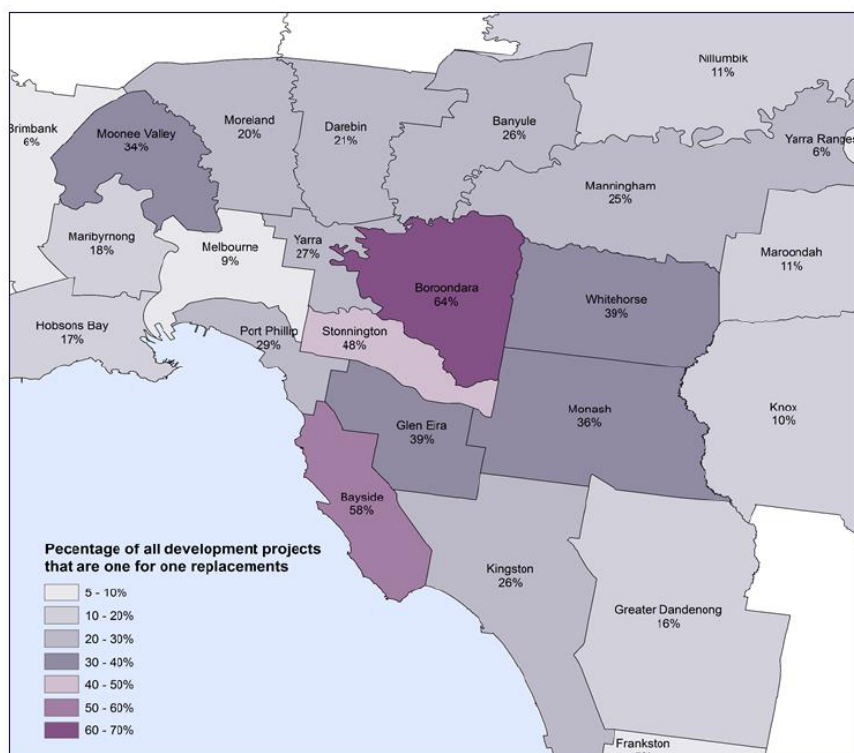 Nillumbik
11%
Brimbank
6%
Moonee Valley
34%
Moreland
20%
Darebin
21%
Banyule
26%
Yarra Ranges
6%
Manningham
25%
Maribyrnong
18%
Melbourne
9%
Yarra
27%
Maroondah
11%
Boroondara
64%
Whitehorse
39%
Hobsons Bay
17%
Port Phillip
29%
Stonnington
48%
Glen Eira
39%
Monash
36%
Knox
10%
Bayside
58%
Kingston
26%
Greater Dandenong
16%
Frankston
Pecentage of all development projects
that are one for one replacements
5 - 10%
10 - 20%
20 - 30%
30 - 40%
40 - 50%
50 - 60%
60 - 70%